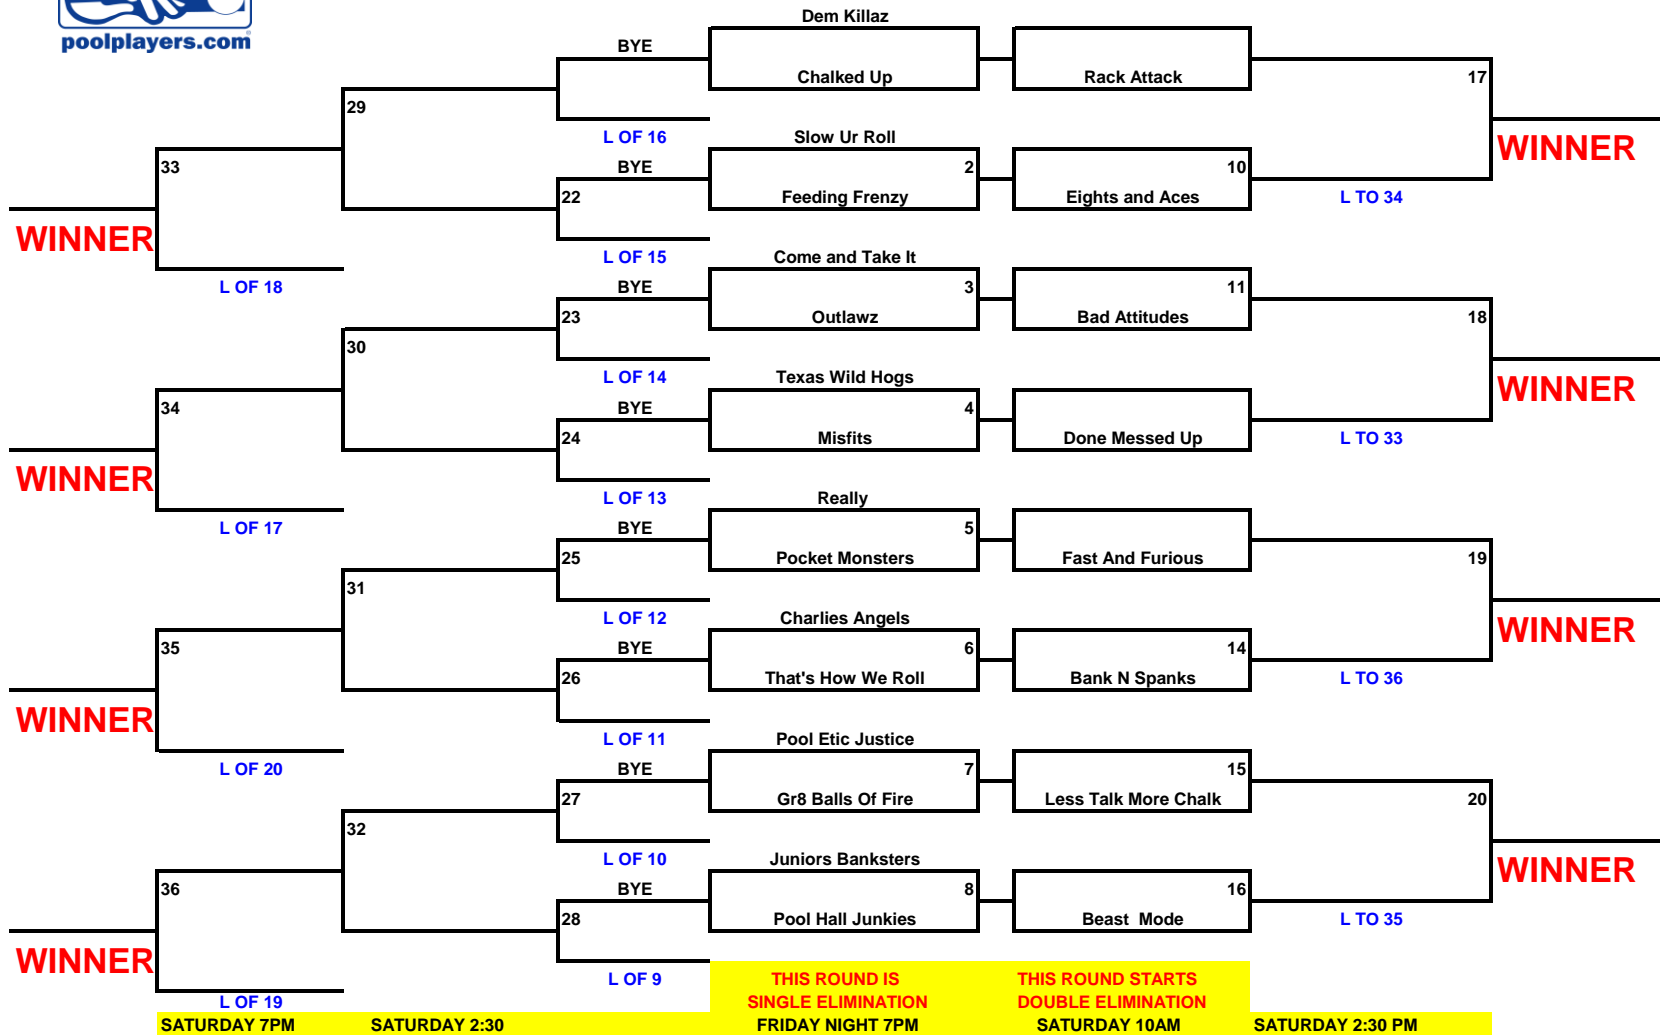 poolplayers.com
Dem Killaz
BYE
Chalked Up
Rack Attack
17
29
L OF 16
Slow Ur Roll
WINNER
33
BYE
2
10
22
Feeding Frenzy
Eights and Aces
L TO 34
WINNER
L OF 15
Come and Take It
L OF 18
BYE
3
11
23
Outlawz
Bad Attitudes
18
30
L OF 14
Texas Wild Hogs
WINNER
34
BYE
4
24
Misfits
Done Messed Up
L TO 33
WINNER
L OF 13
Really
L OF 17
BYE
5
25
Pocket Monsters
Fast And Furious
19
31
L OF 12
Charlies Angels
WINNER
35
BYE
6
14
26
That's How We Roll
Bank N Spanks
L TO 36
WINNER
L OF 11
Pool Etic Justice
L OF 20
BYE
7
15
27
Gr8 Balls Of Fire
Less Talk More Chalk
20
32
L OF 10
Juniors Banksters
WINNER
36
BYE
8
16
28
Pool Hall Junkies
Beast Mode
L TO 35
WINNER
L OF 9
THIS ROUND IS
THIS ROUND STARTS
L OF 19
SINGLE ELIMINATION
DOUBLE ELIMINATION
SATURDAY 7PM
SATURDAY 2:30
FRIDAY NIGHT 7PM
SATURDAY 10AM
SATURDAY 2:30 PM